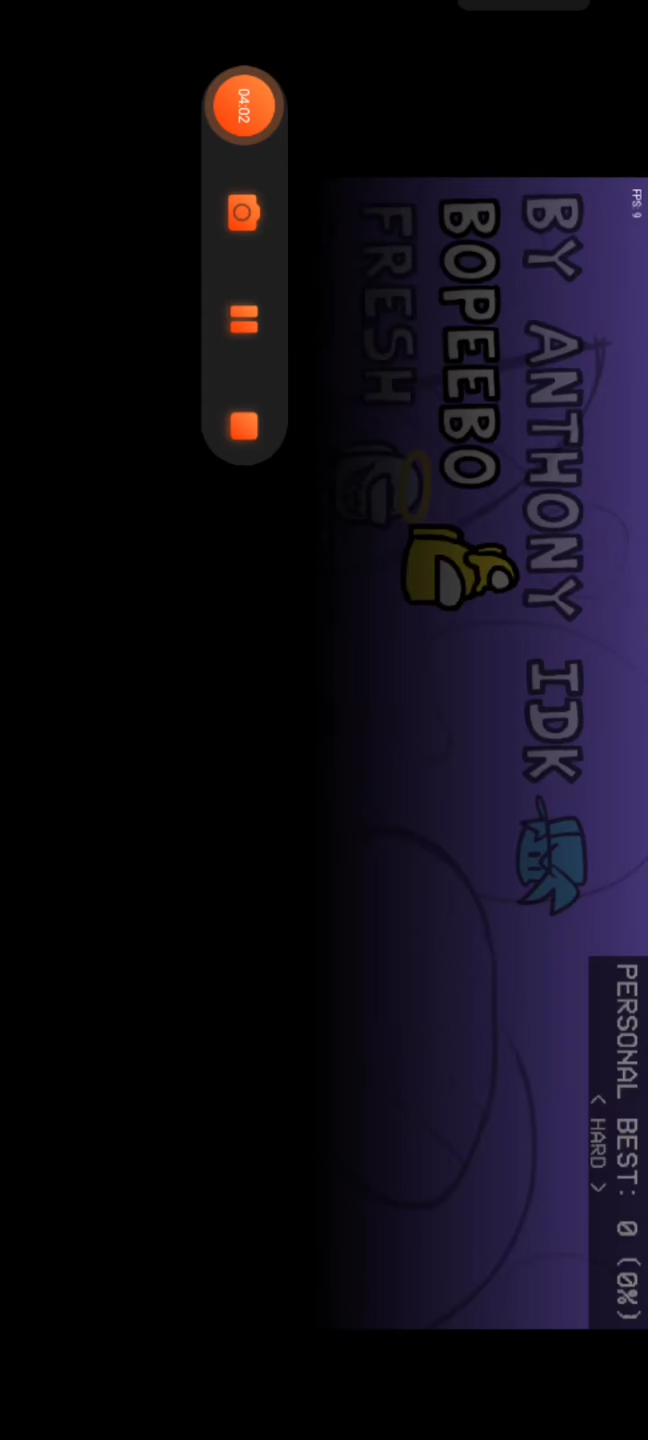 FPS: 9
PERSONAL BEST: 0 (0%)
< HARD >
BY ANTHONY IDK
BOPEEBO
FRESH
04:02